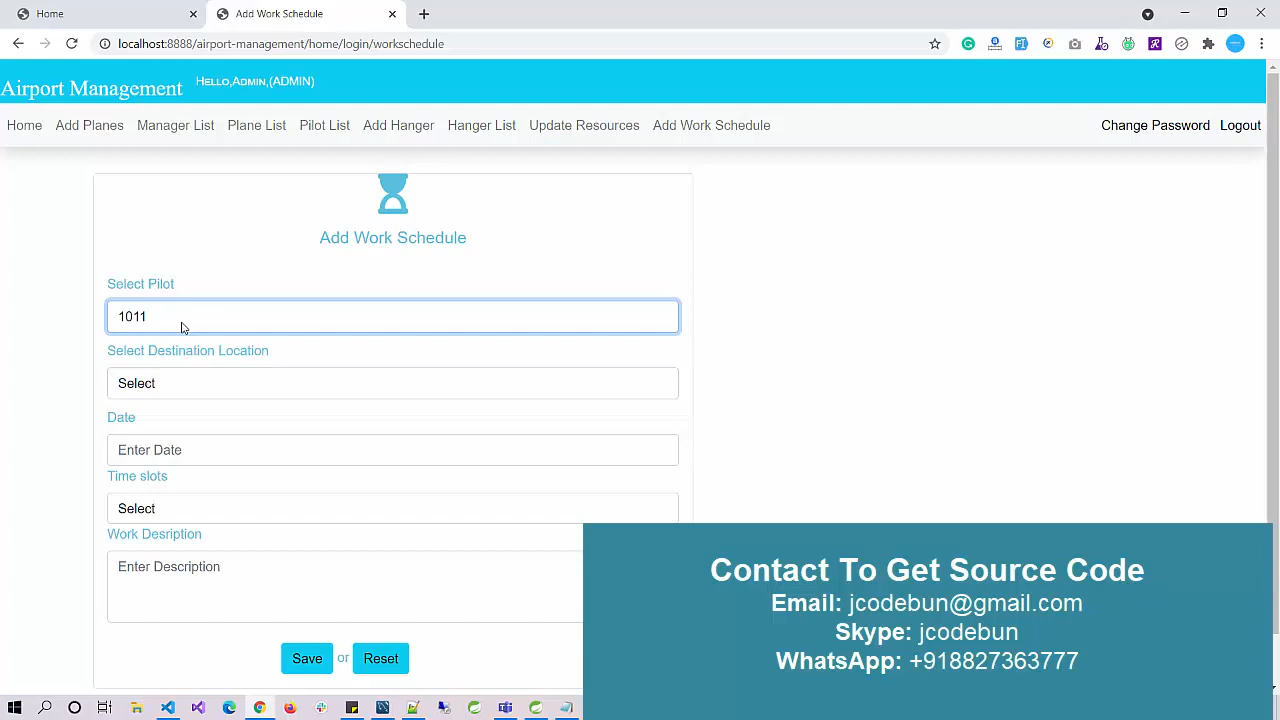 Home
Add Work Schedule
localhost:8888/airport-management/home/login/workschedule
Airport Management Hello,Admin,(ADMIN)
Home Add Planes Manager List Plane List Pilot List Add Hanger Hanger List Update Resources Add Work Schedule Change Password Logout
Add Work Schedule
Select Pilot
1011
Select Destination Location
Select
Date
Enter Date
Time slots
Select
Work Desription
Enter Description
Save or Reset
Contact To Get Source Code
Email: jcodebun@gmail.com
Skype: jcodebun
WhatsApp: +918827363777